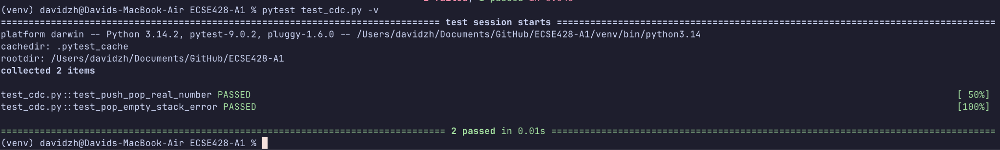 1 passed in
(venv) davidzh@Davids-MacBook-Air ECSE428-A1 % pytest test_cdc.py -v
=============================================================================== test session starts ===============================================================================
platform darwin -- Python 3.14.2, pytest-9.0.2, pluggy-1.6.0 -- /Users/davidzh/Documents/GitHub/ECSE428-A1/venv/bin/python3.14
cachedir: .pytest_cache
rootdir: /Users/davidzh/Documents/GitHub/ECSE428-A1
collected 2 items
test_cdc.py::test_push_pop_real_number PASSED [ 50%]
test_cdc.py::test_pop_empty_stack_error PASSED [100%]
================================================================================ 2 passed in 0.01s ================================================================================
(venv) davidzh@Davids-MacBook-Air ECSE428-A1 %